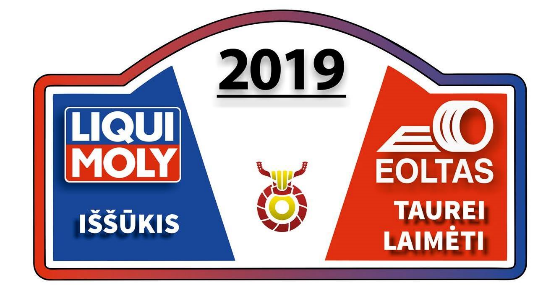 2019
LIQUI
MOLY
IŠŠŪKIS
EOLTAS
TAUREI
LAIMĖTI